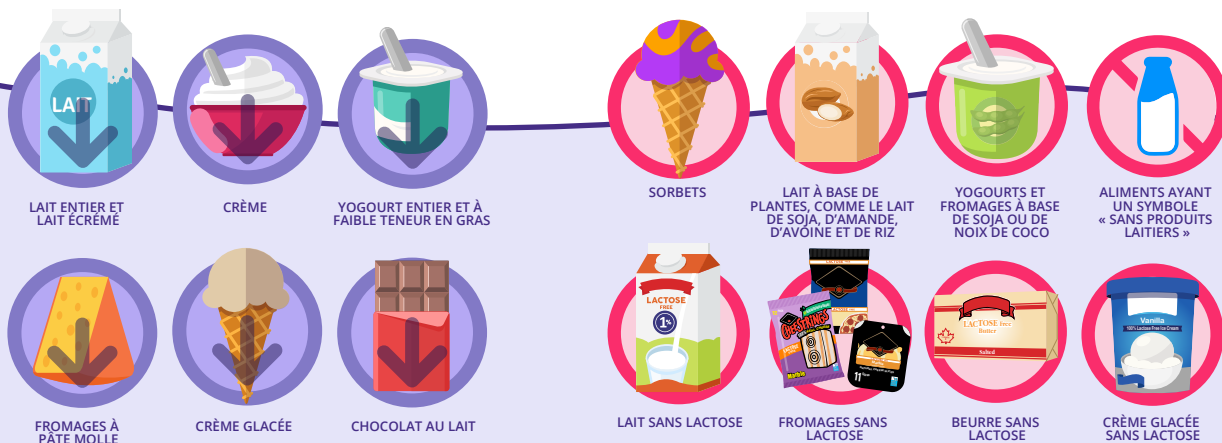 LAIT
LAIT ENTIER ET
LAIT ÉCRÉMÉ
CRÈME
YOGOURT ENTIER ET À
FAIBLE TENEUR EN GRAS
SORBETS
LAIT À BASE DE
PLANTES, COMME LE LAIT
DE SOJA, D'AMANDE,
D'AVOINE ET DE RIZ
YOGOURTS ET
FROMAGES À BASE
DE SOJA OU DE
NOIX DE COCO
ALIMENTS AYANT
UN SYMBOLE
« SANS PRODUITS
LAITIERS »
FROMAGES À
PÂTE MOLLE
CRÈME GLACÉE
CHOCOLAT AU LAIT
LACTOSE
FREE
1%
LAIT SANS LACTOSE
LACTOSE
CHEESTRINGS
Marble
11
FROMAGES SANS
LACTOSE
LACTOSE free
Butter
Salted
BEURRE SANS
LACTOSE
Vanilla
100% Lactose Free Ice Cream
CRÈME GLACÉE
SANS LACTOSE